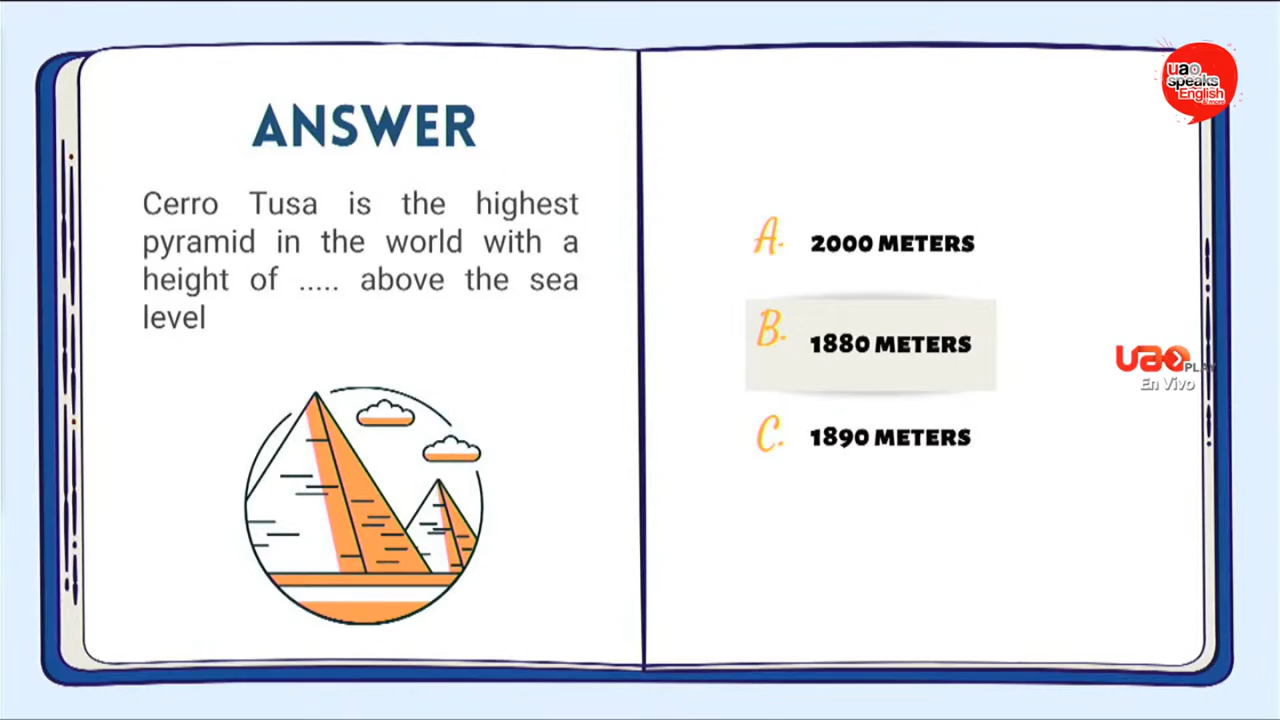 ANSWER
Cerro Tusa is the highest
pyramid in the world with a
height of ..... above the sea
level
A. 2000 METERS
B. 1880 METERS
C. 1890 METERS
uao
speaks
English
& more
uao PLAY
En Vivo